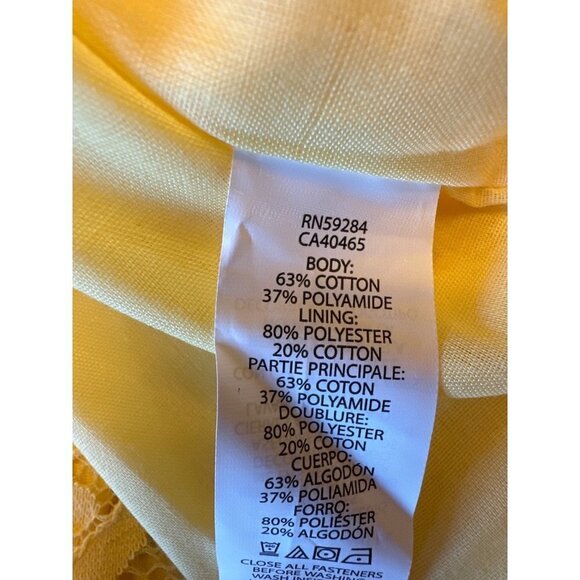 RN59284
CA40465
BODY:
63% COTTON
37% POLYAMIDE
LINING:
80% POLYESTER
20% COTTON
PARTIE PRINCIPALE:
63% COTON
37% POLYAMIDE
DOUBLURE:
80% POLYESTER
20% COTON
CUERPO:
63% ALGODÓN
37% POLIAMIDA
FORRO:
80% POLIÉSTER
20% ALGODÓN
CLOSE ALL FASTENERS
BEFORE WASHING